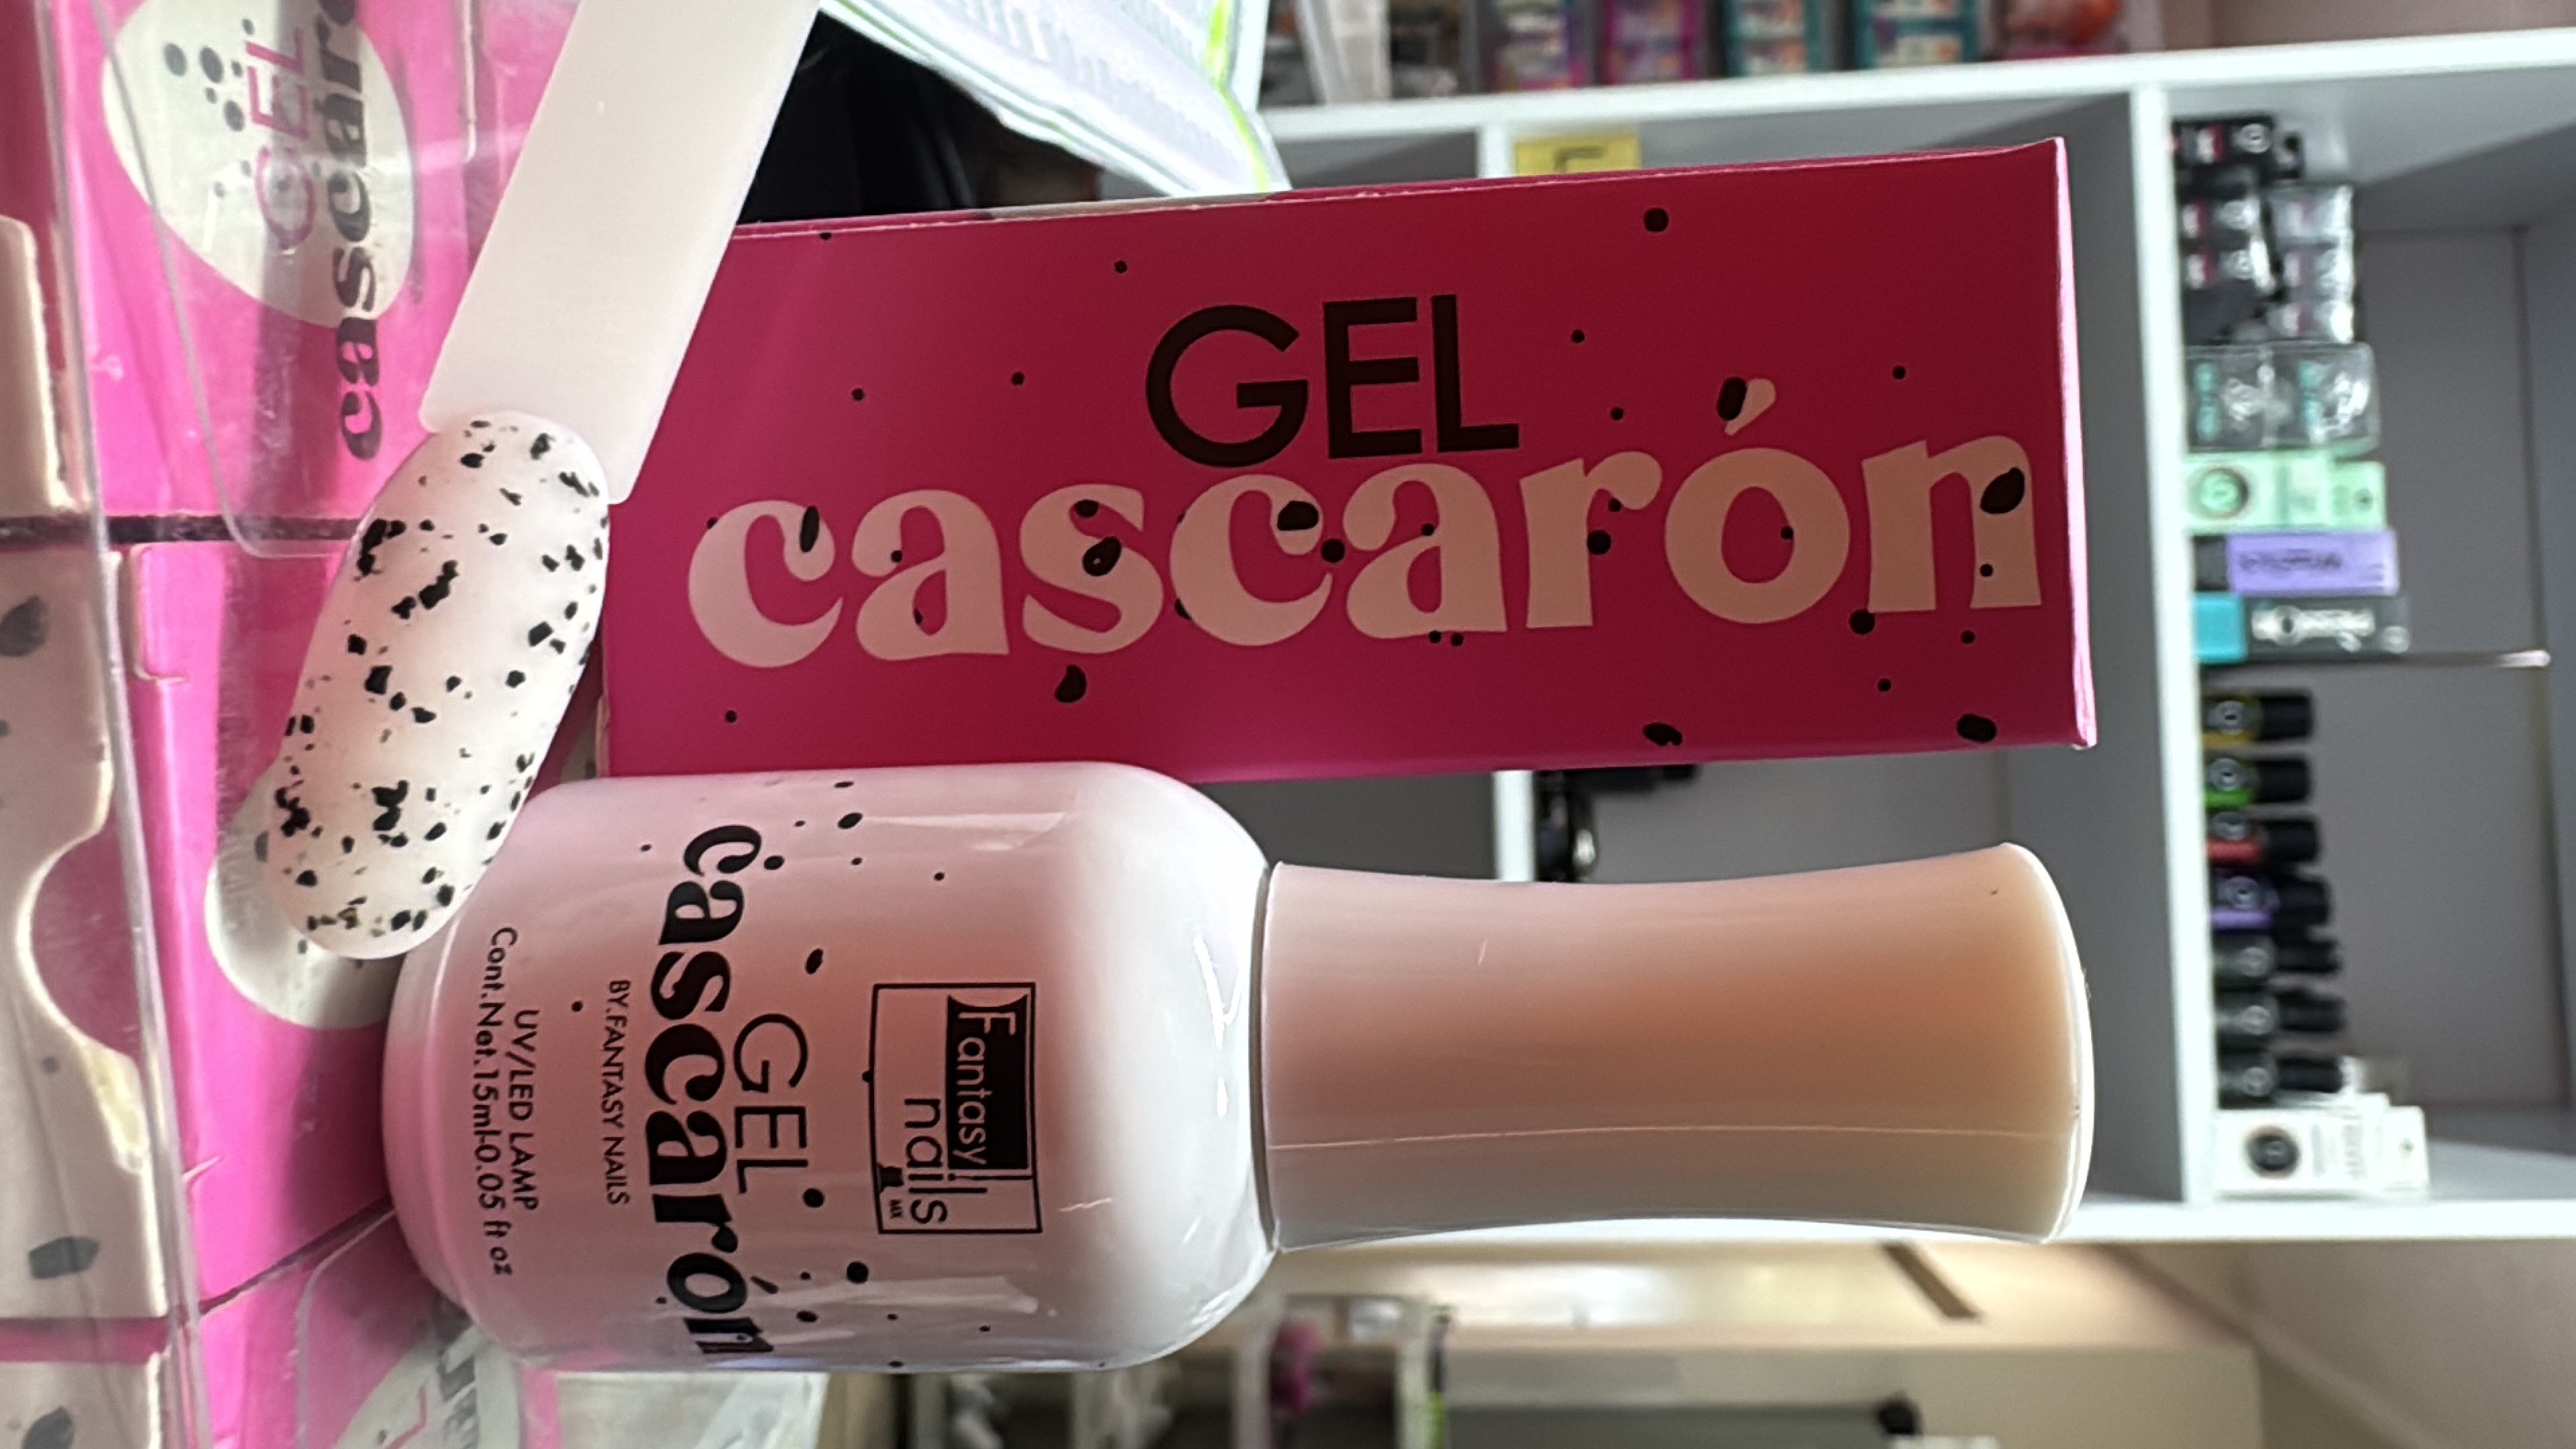 GEL
cascarón
Fantasy
nails
MX
GEL
cascarón
BY.FANTASY NAILS
UV/LED LAMP
Cont.Net.15ml-0.05 fl oz
GEL